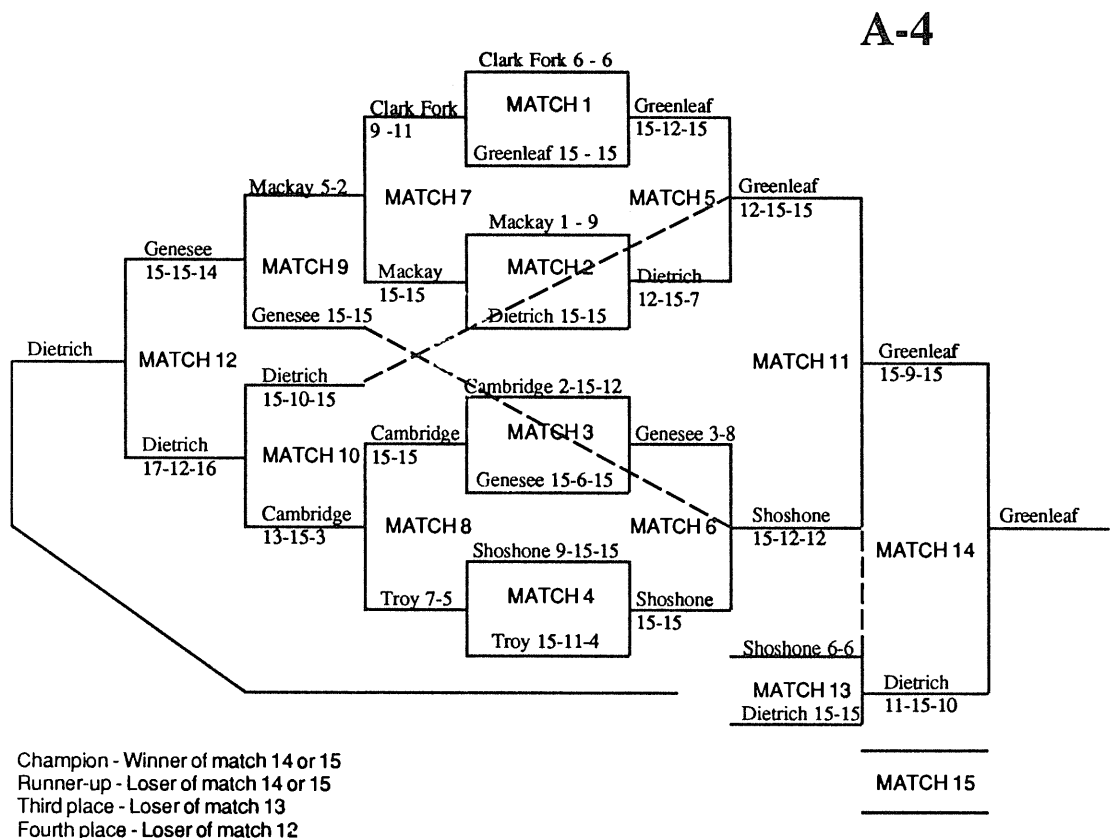 A-4
Clark Fork 6 - 6
MATCH 1
Greenleaf 15 - 15
Clark Fork
9 -11
Greenleaf
15-12-15
Mackay 5-2
MATCH 7
MATCH 5
Greenleaf
12-15-15
Mackay 1 - 9
MATCH 2
Dietrich 15-15
Genesee
15-15-14
MATCH 9
Mackay
15-15
Dietrich
12-15-7
Genesee 15-15
Dietrich
MATCH 12
MATCH 11
Greenleaf
15-9-15
Dietrich
15-10-15
Cambridge 2-15-12
MATCH 3
Genesee 15-6-15
Cambridge
15-15
Genesee 3-8
Dietrich
17-12-16
MATCH 10
Cambridge
13-15-3
MATCH 8
MATCH 6
Shoshone
15-12-12
MATCH 14
Greenleaf
Shoshone 9-15-15
MATCH 4
Troy 15-11-4
Troy 7-5
Shoshone
15-15
Shoshone 6-6
MATCH 13
Dietrich 15-15
Dietrich
11-15-10
MATCH 15
Champion - Winner of match 14 or 15
Runner-up - Loser of match 14 or 15
Third place - Loser of match 13
Fourth place - Loser of match 12